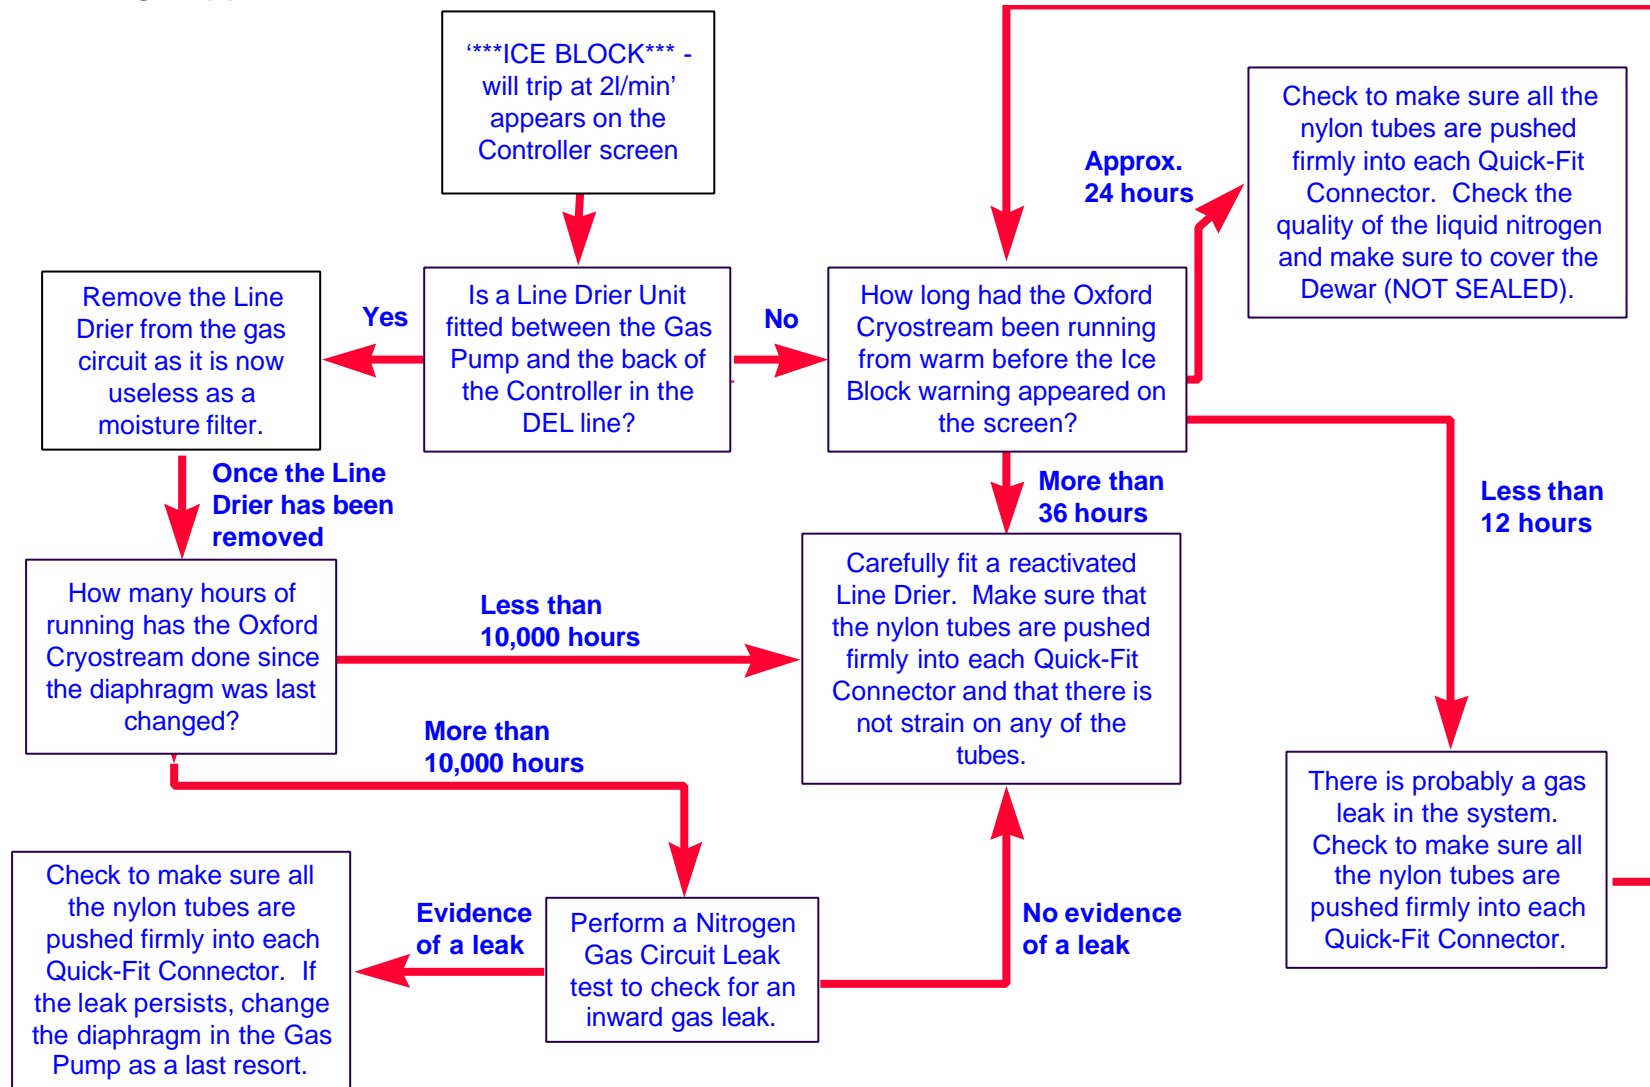 ‘***ICE BLOCK*** -
will trip at 2l/min’
appears on the
Controller screen
Check to make sure all the
nylon tubes are pushed
firmly into each Quick-Fit
Connector. Check the
quality of the liquid nitrogen
and make sure to cover the
Dewar (NOT SEALED).
Approx.
24 hours
Remove the Line
Drier from the gas
circuit as it is now
useless as a
moisture filter.
Yes
Is a Line Drier Unit
fitted between the Gas
Pump and the back of
the Controller in the
DEL line?
No
How long had the Oxford
Cryostream been running
from warm before the Ice
Block warning appeared on
the screen?
Once the Line
Drier has been
removed
More than
36 hours
Less than
12 hours
How many hours of
running has the Oxford
Cryostream done since
the diaphragm was last
changed?
Less than
10,000 hours
Carefully fit a reactivated
Line Drier. Make sure that
the nylon tubes are pushed
firmly into each Quick-Fit
Connector and that there is
not strain on any of the
tubes.
More than
10,000 hours
There is probably a gas
leak in the system.
Check to make sure all
the nylon tubes are
pushed firmly into each
Quick-Fit Connector.
Check to make sure all
the nylon tubes are
pushed firmly into each
Quick-Fit Connector. If
the leak persists, change
the diaphragm in the Gas
Pump as a last resort.
Evidence
of a leak
Perform a Nitrogen
Gas Circuit Leak
test to check for an
inward gas leak.
No evidence
of a leak